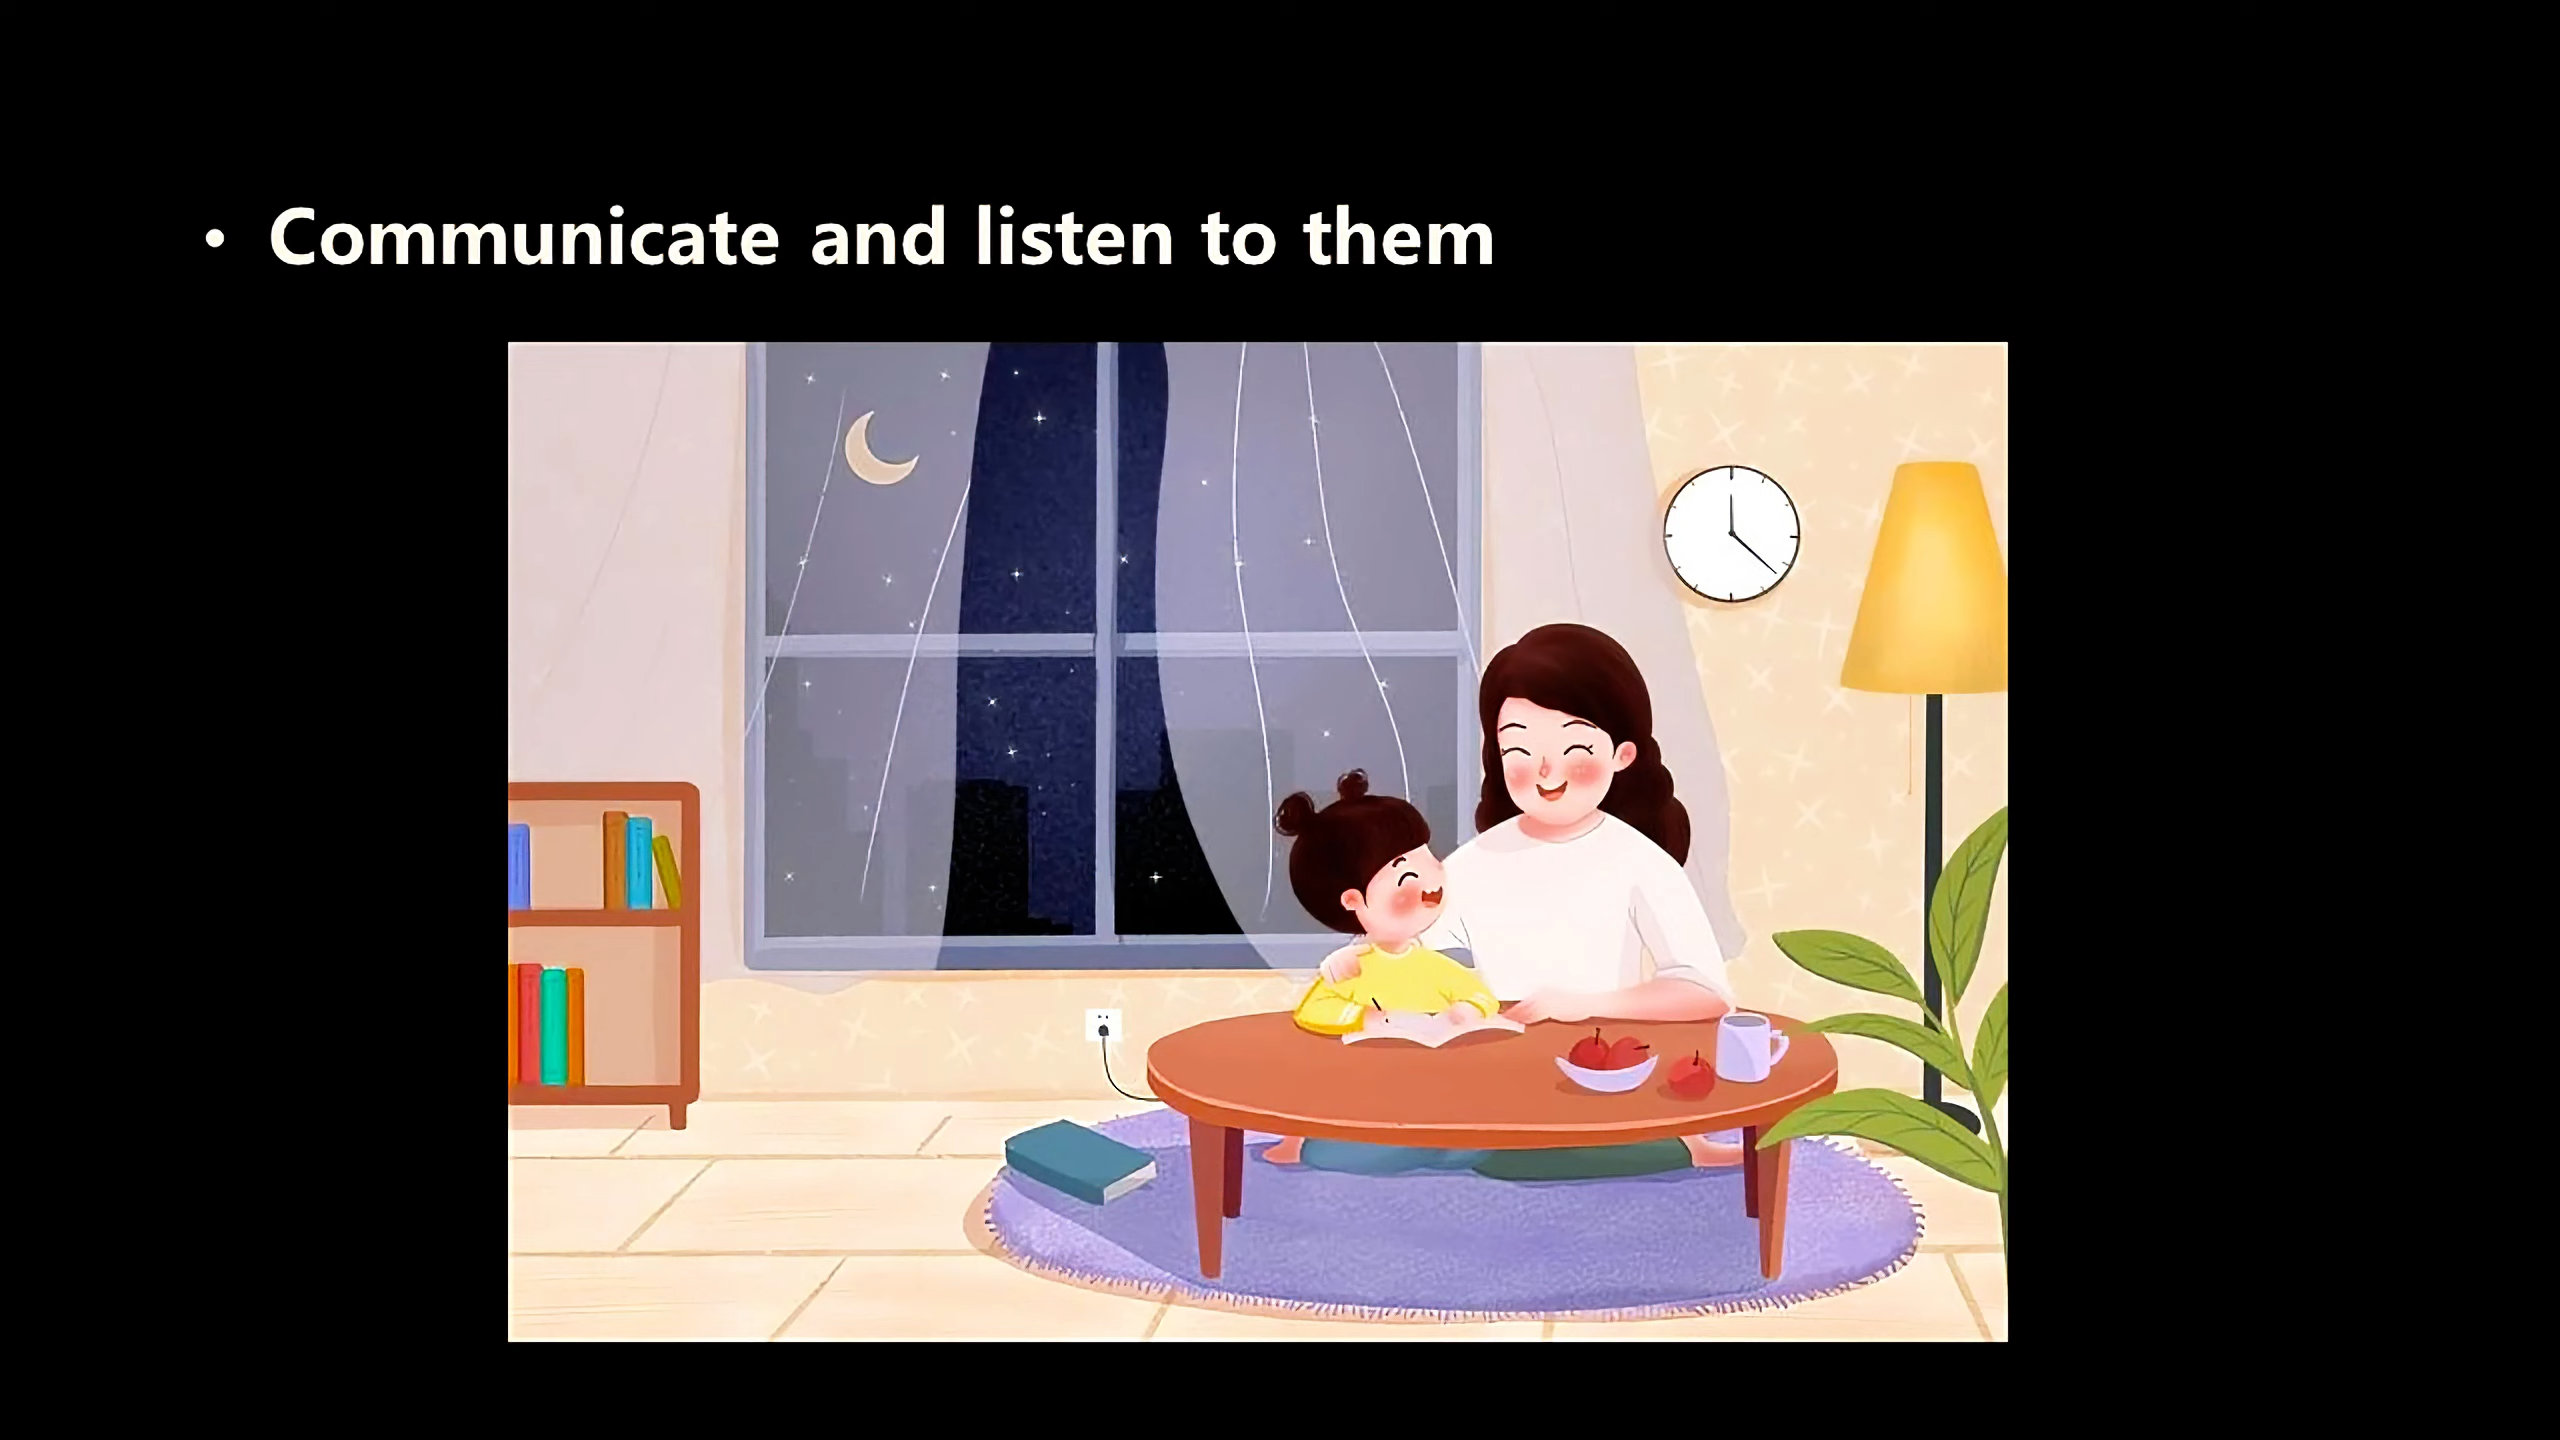 • Communicate and listen to them